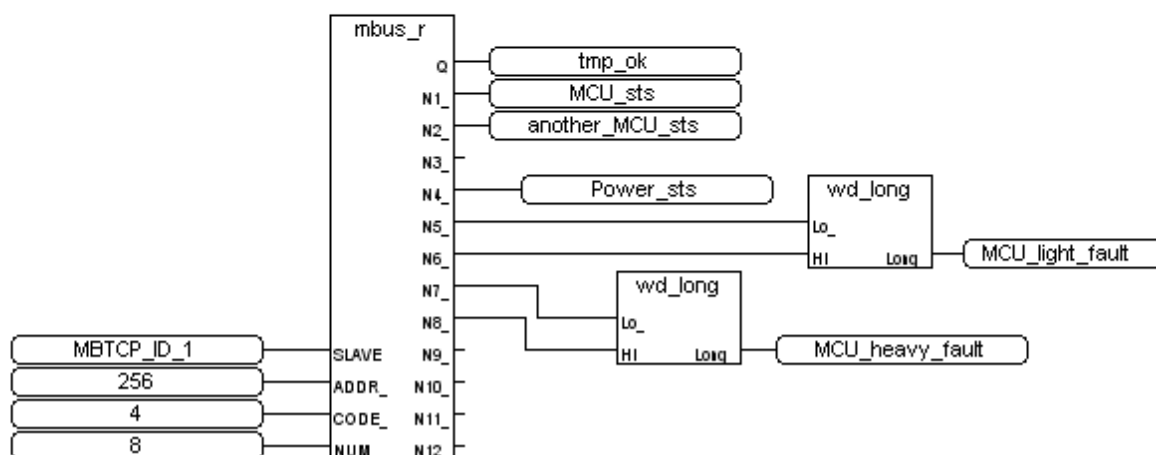 mbus_r
Q tmp_ok
N1_ MCU_sts
N2_ another_MCU_sts
N3_
N4_ Power_sts wd_long
N5_ Lo_
N6_ HI Long MCU_light_fault
N7_ wd_long
N8_ Lo_
MBTCP_ID_1 SLAVE N9_ HI Long MCU_heavy_fault
256 ADDR_ N10_
4 CODE_ N11_
8 NUM N12